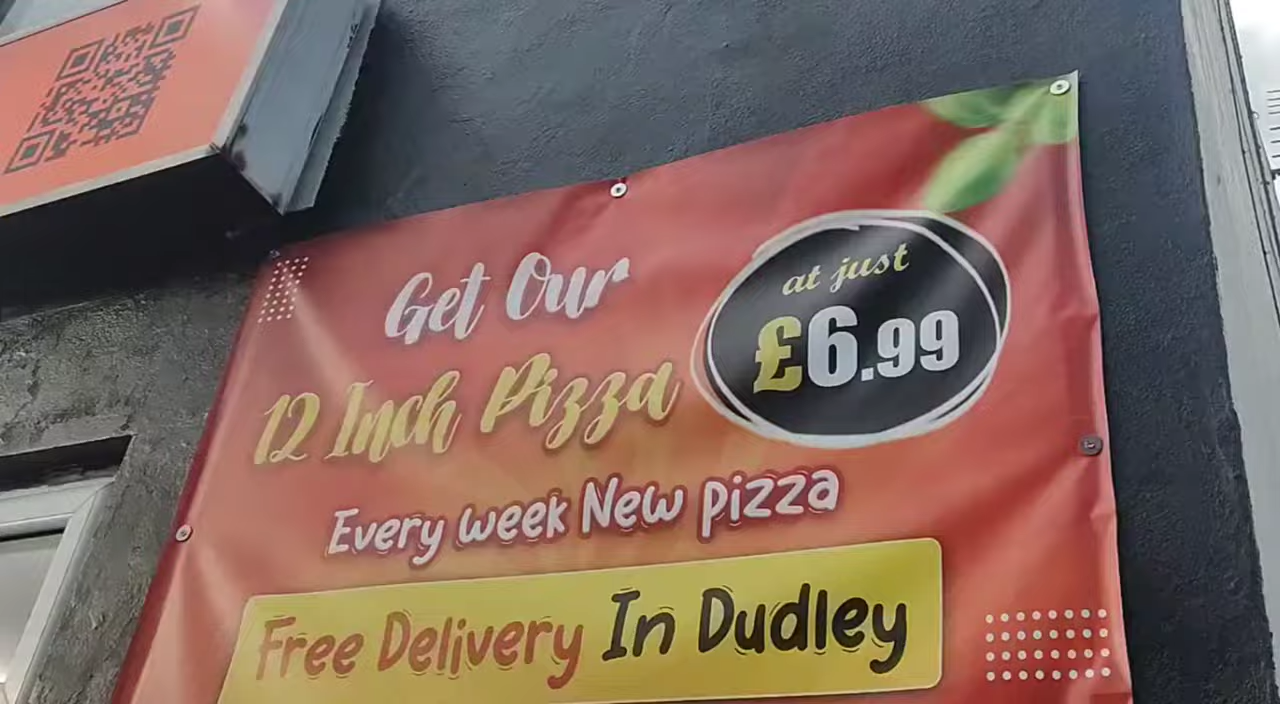 Get Our
12 Inch Pizza
at just
£6.99
Every week New pizza
Free Delivery In Dudley